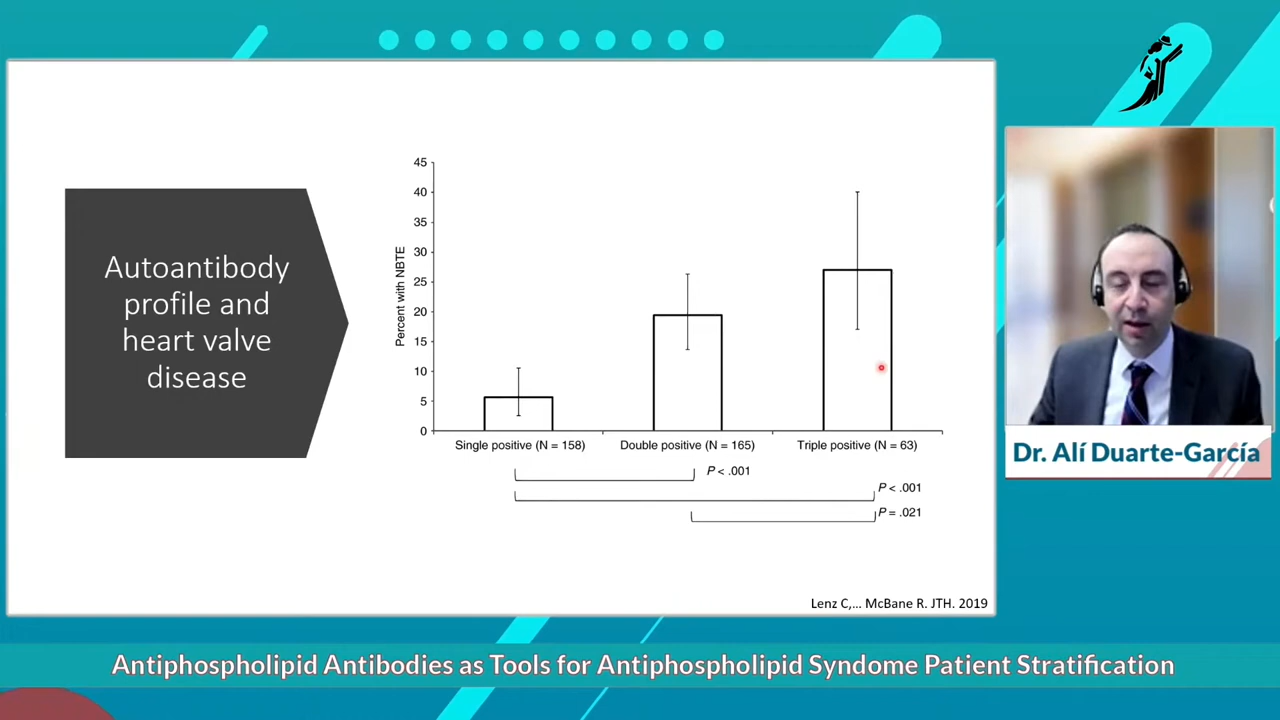 Autoantibody
profile and
heart valve
disease
Percent with NBTE
45
40
35
30
25
20
15
10
5
0
Single positive (N = 158)
Double positive (N = 165)
Triple positive (N = 63)
P < .001
P < .001
P = .021
Lenz C,... McBane R. JTH. 2019
Dr. Alí Duarte-García
Antiphospholipid Antibodies as Tools for Antiphospholipid Syndome Patient Stratification